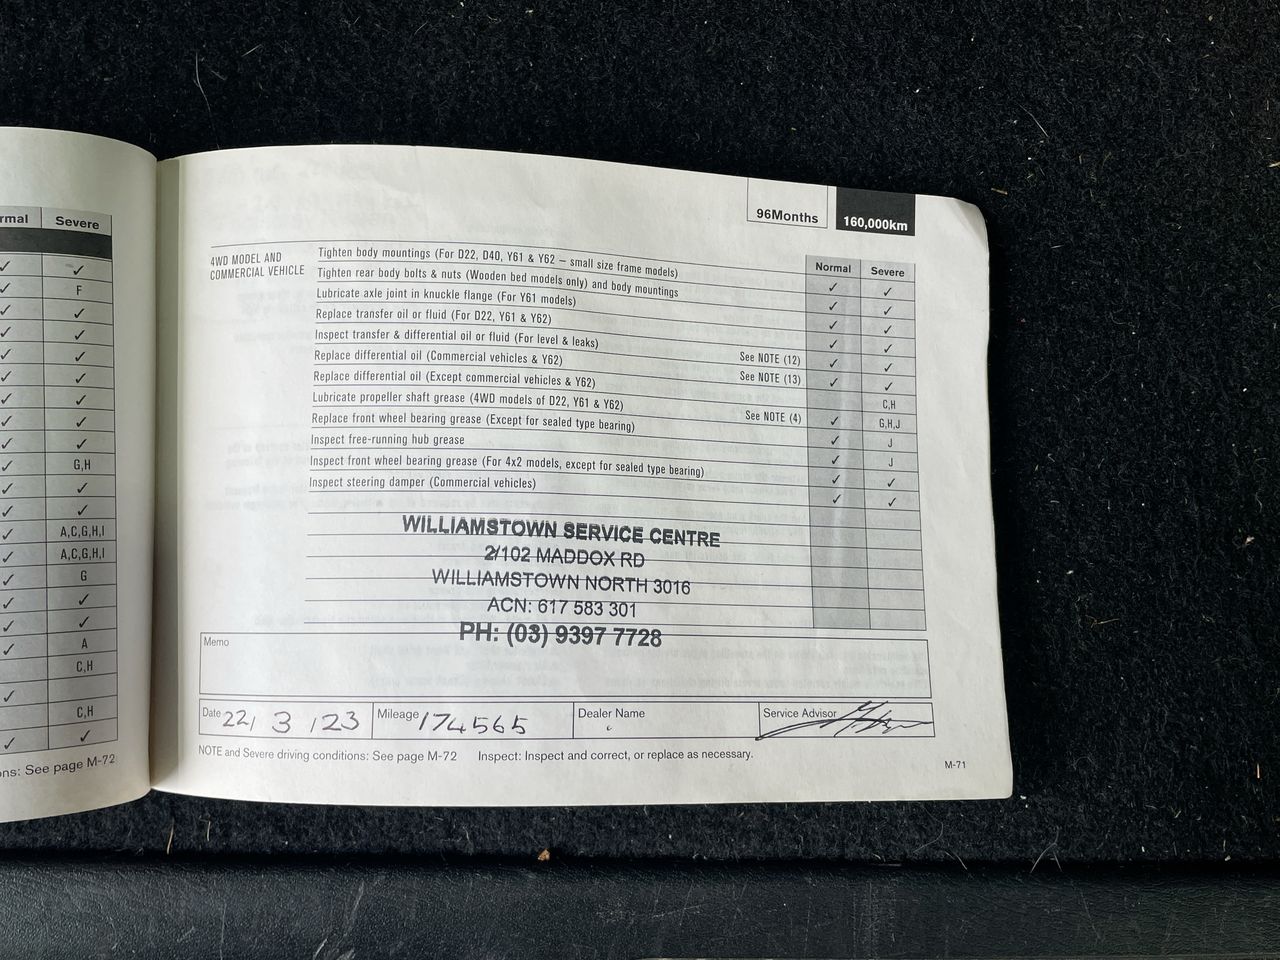 rmal Severe
✓ ✓
✓ F
✓ ✓
✓ ✓
✓ ✓
✓ ✓
✓ ✓
✓ ✓
✓ ✓
✓ G,H
✓ ✓
✓ ✓
✓ A,C,G,H,I
✓ A,C,G,H,I
✓ G
✓ ✓
✓ ✓
✓ A
C,H
✓
C,H
✓ ✓
ons: See page M-72
96Months 160,000km
Normal Severe
4WD MODEL AND
COMMERCIAL VEHICLE
Tighten body mountings (For D22, D40, Y61 & Y62 – small size frame models) ✓ ✓
Tighten rear body bolts & nuts (Wooden bed models only) and body mountings ✓ ✓
Lubricate axle joint in knuckle flange (For Y61 models) ✓ ✓
Replace transfer oil or fluid (For D22, Y61 & Y62) ✓ ✓
Inspect transfer & differential oil or fluid (For level & leaks) ✓ ✓
Replace differential oil (Commercial vehicles & Y62) See NOTE (12) ✓ ✓
Replace differential oil (Except commercial vehicles & Y62) See NOTE (13) C,H
Lubricate propeller shaft grease (4WD models of D22, Y61 & Y62) ✓ G,H,J
Replace front wheel bearing grease (Except for sealed type bearing) See NOTE (4) ✓ J
Inspect free-running hub grease ✓ J
Inspect front wheel bearing grease (For 4x2 models, except for sealed type bearing) ✓ ✓
Inspect steering damper (Commercial vehicles) ✓ ✓
WILLIAMSTOWN SERVICE CENTRE
2/102 MADDOX RD
WILLIAMSTOWN NORTH 3016
ACN: 617 583 301
PH: (03) 9397 7728
Memo
Date 22/ 3 /23 Mileage 174565 Dealer Name Service Advisor
NOTE and Severe driving conditions: See page M-72 Inspect: Inspect and correct, or replace as necessary.
M-71